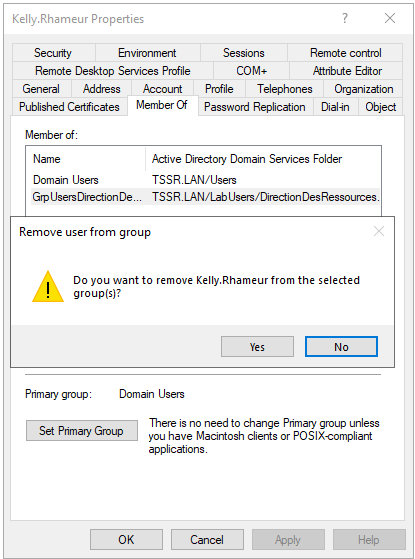 Kelly.Rhameur Properties
Security Environment Sessions Remote control
Remote Desktop Services Profile COM+ Attribute Editor
General Address Account Profile Telephones Organization
Published Certificates Member Of Password Replication Dial-in Object
Member of:
Name Active Directory Domain Services Folder
Domain Users TSSR.LAN/Users
GrpUsersDirectionDe... TSSR.LAN/LabUsers/DirectionDesRessources.
Remove user from group
Do you want to remove Kelly.Rhameur from the selected
group(s)?
Yes No
Primary group: Domain Users
Set Primary Group
There is no need to change Primary group unless
you have Macintosh clients or POSIX-compliant
applications.
OK Cancel Apply Help